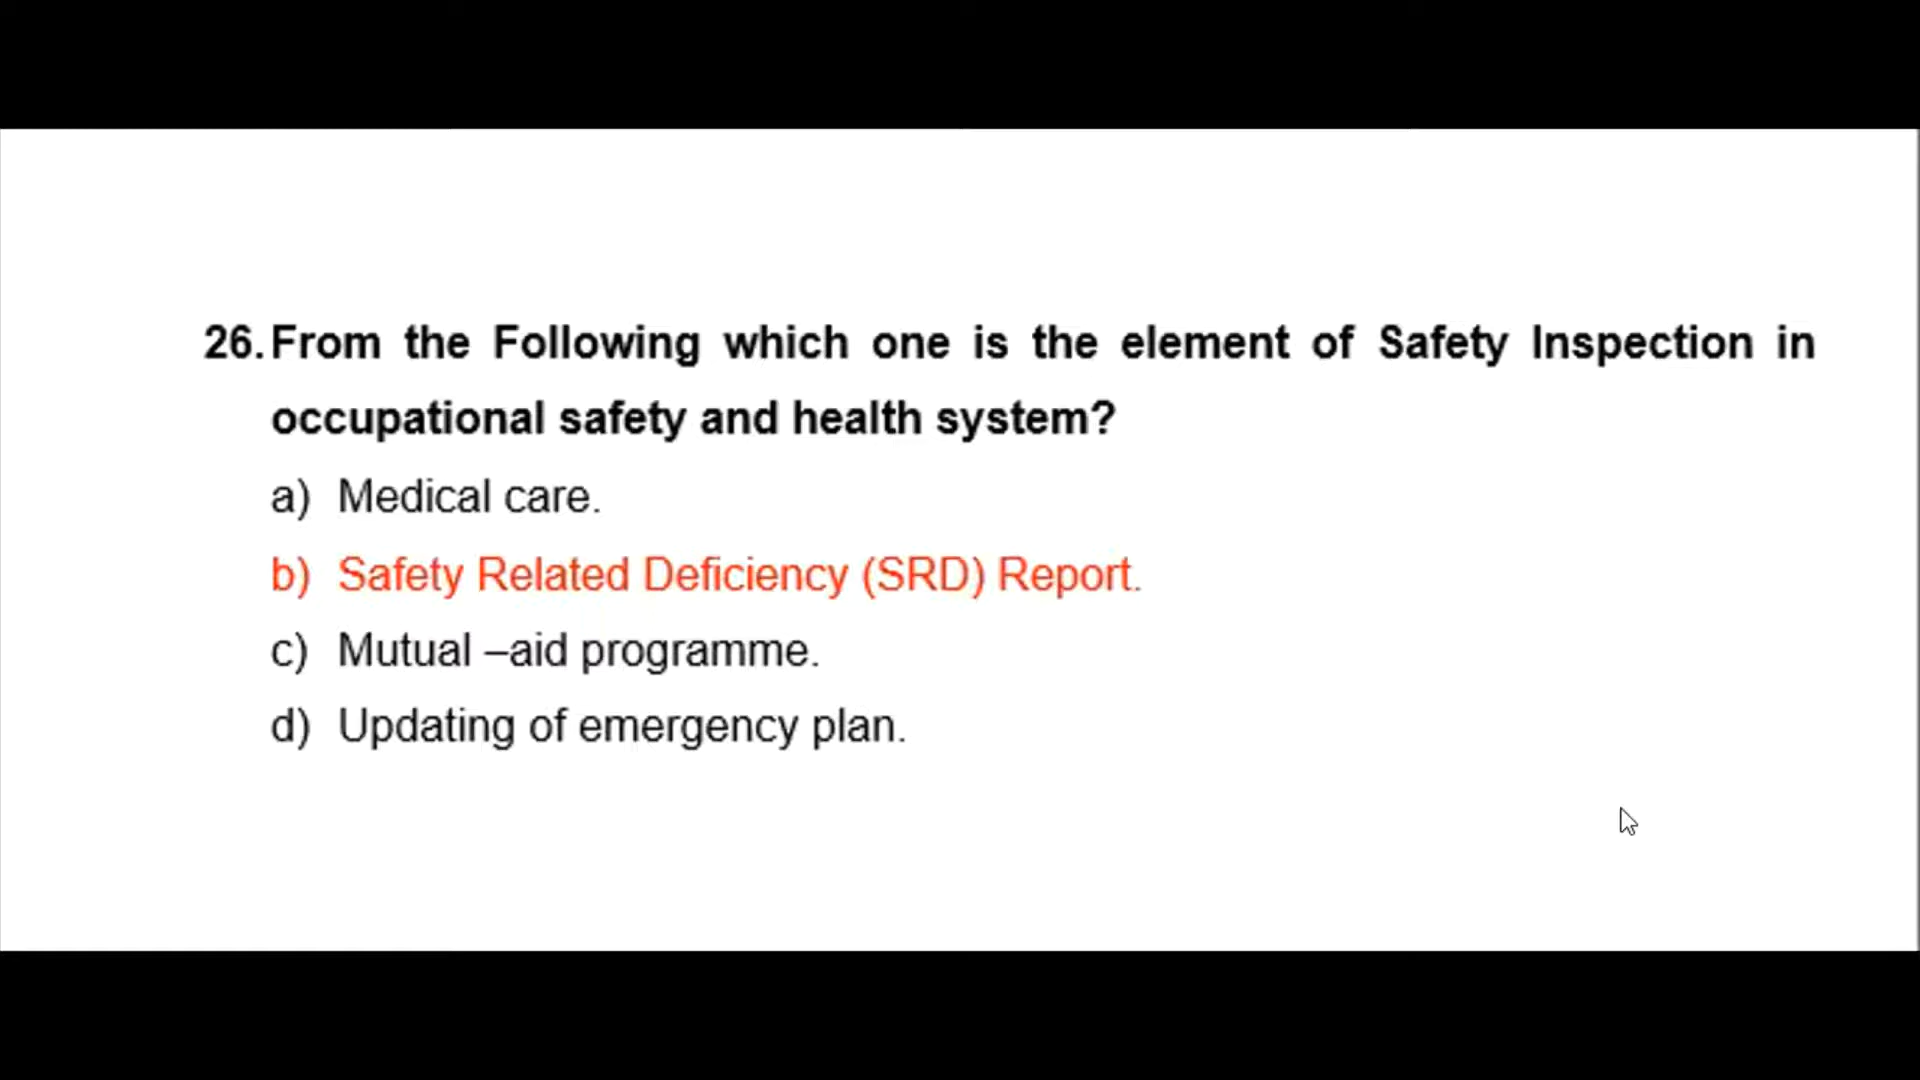 26. From the Following which one is the element of Safety Inspection in
occupational safety and health system?
a) Medical care.
b) Safety Related Deficiency (SRD) Report.
c) Mutual –aid programme.
d) Updating of emergency plan.